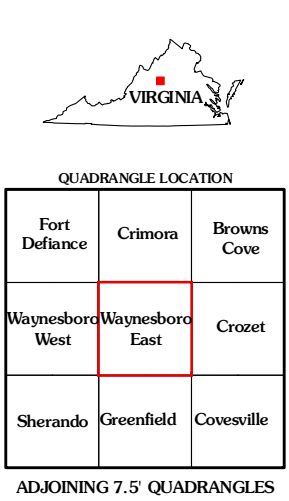 VIRGINIA
QUADRANGLE LOCATION
Fort
Defiance
Crimora
Browns
Cove
Waynesboro
West
Waynesboro
East
Crozet
Sherando
Greenfield
Covesville
ADJOINING 7.5' QUADRANGLES